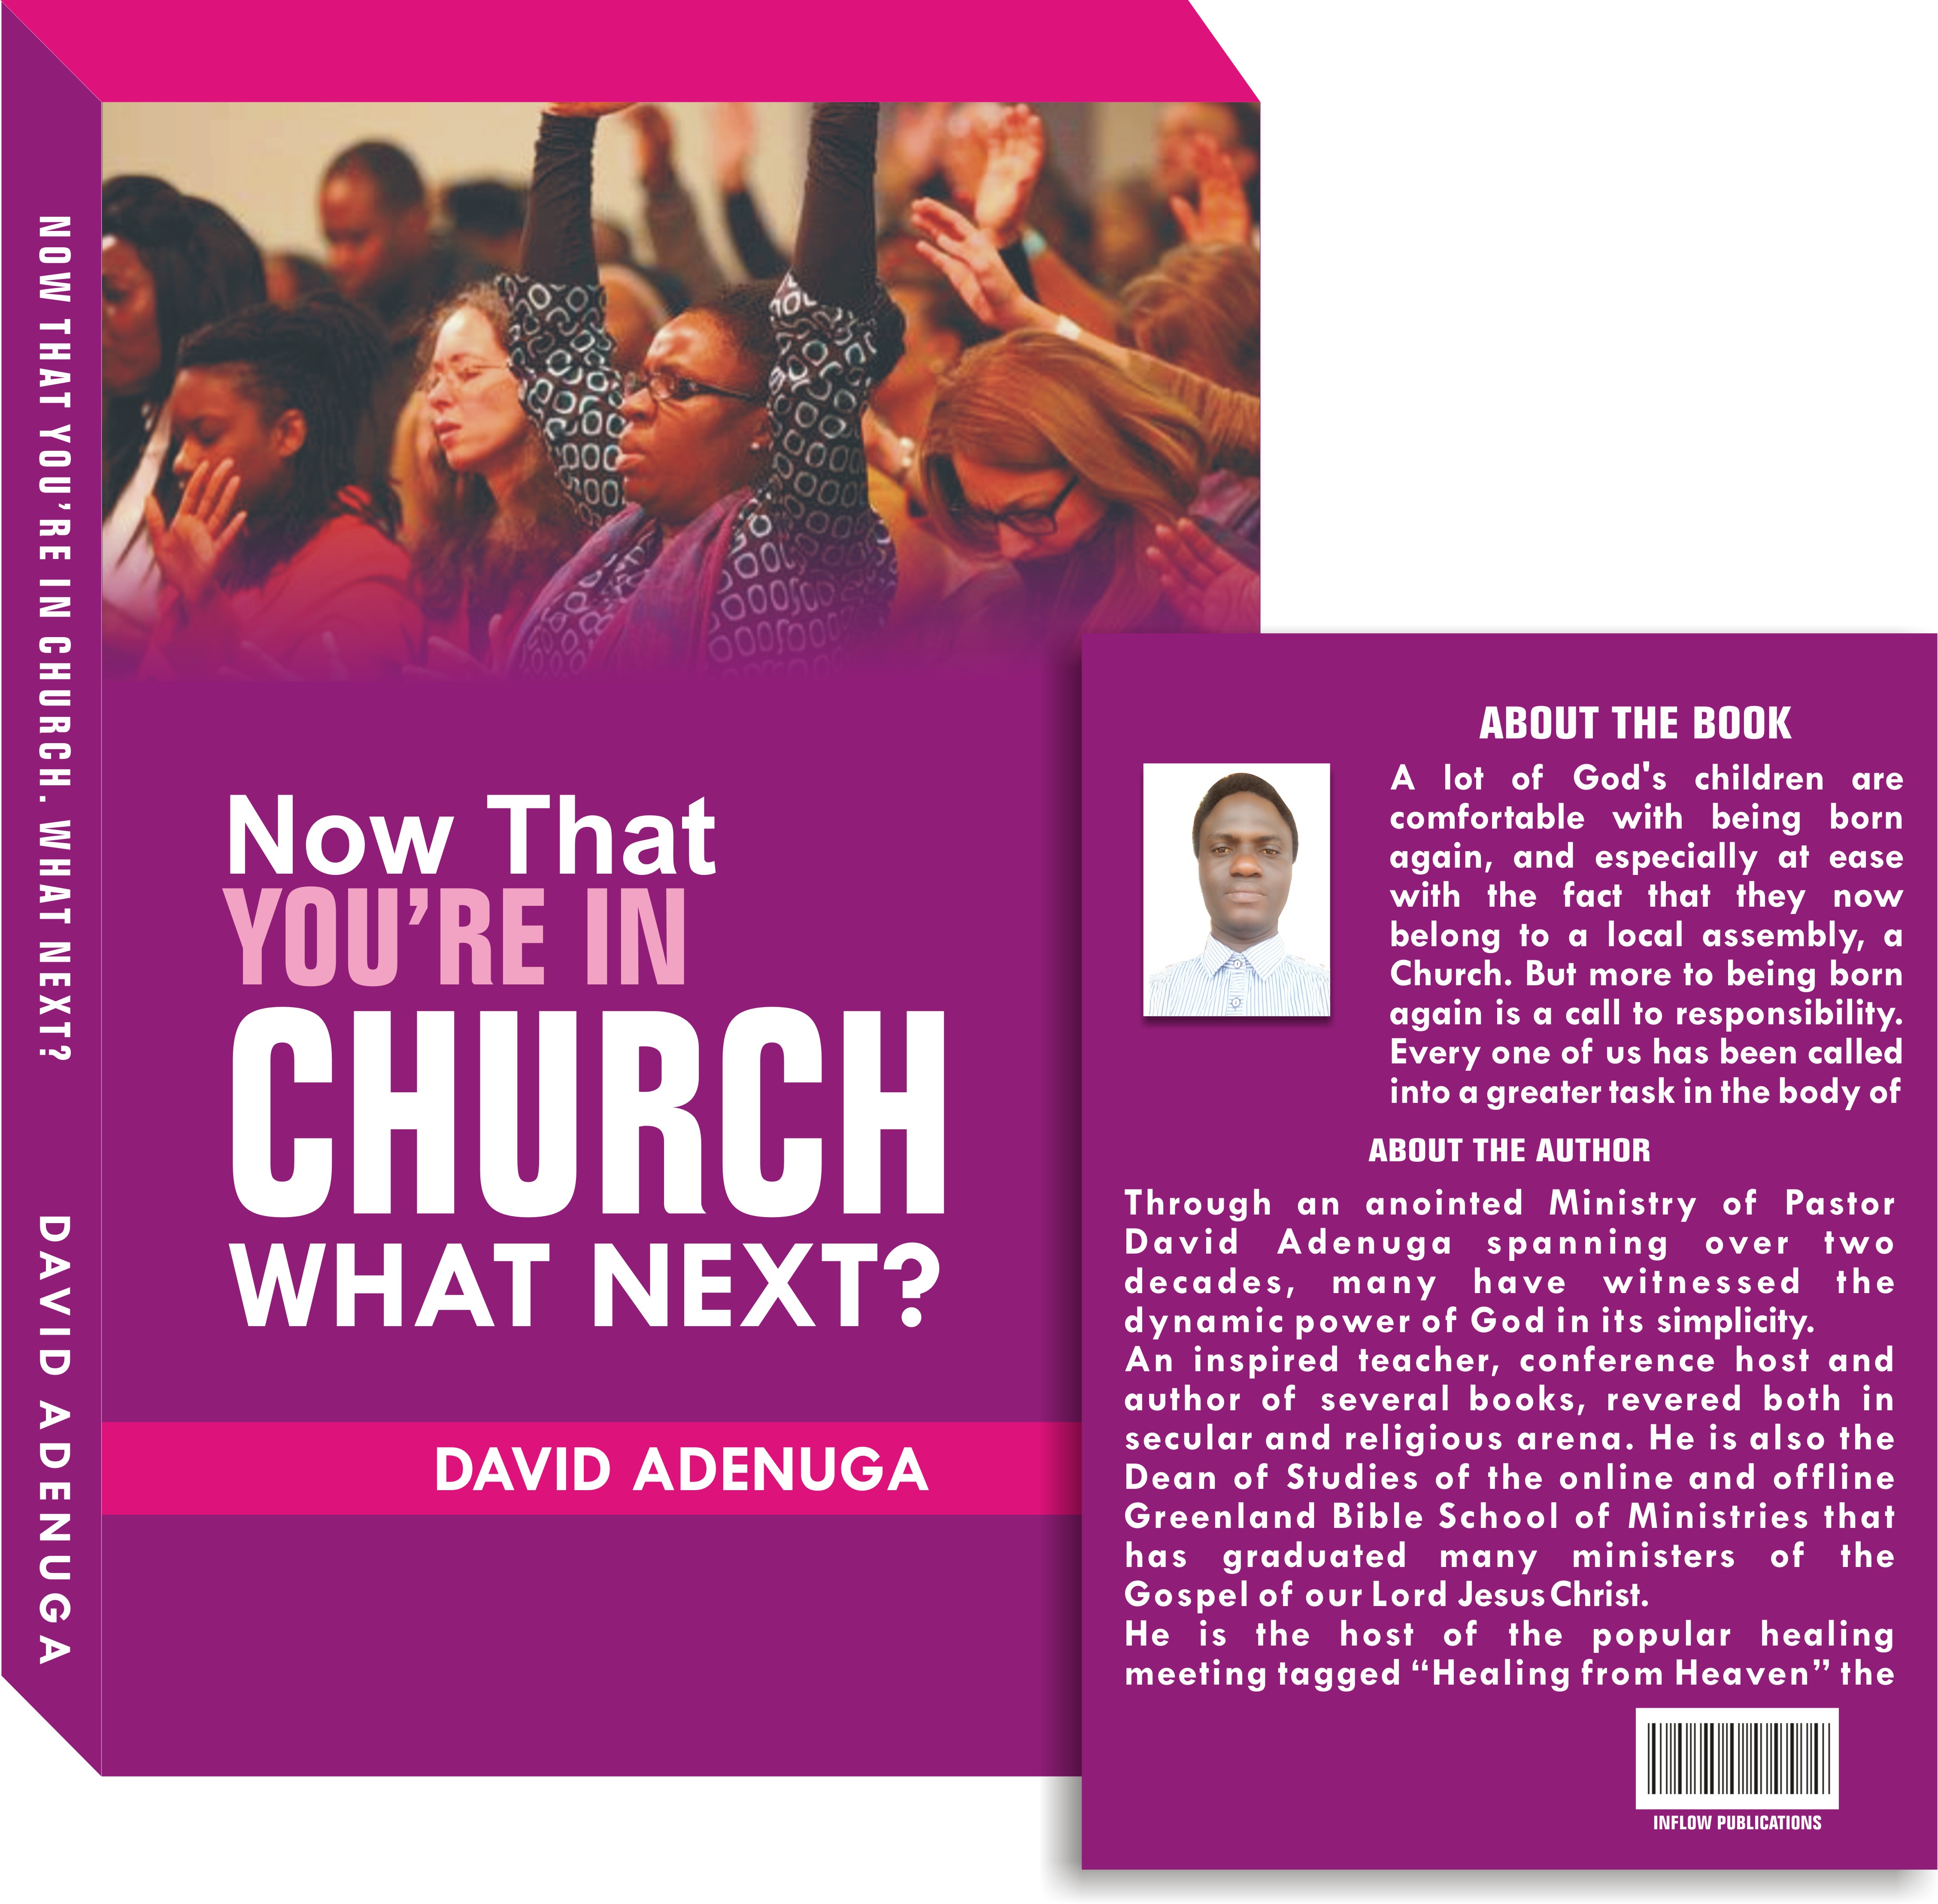 NOW THAT YOU'RE IN CHURCH. WHAT NEXT?
DAVID ADENUGA
Now That
YOU'RE IN
CHURCH
WHAT NEXT?
DAVID ADENUGA
ABOUT THE BOOK
A lot of God's children are
comfortable with being born
again, and especially at ease
with the fact that they now
belong to a local assembly, a
Church. But more to being born
again is a call to responsibility.
Every one of us has been called
into a greater task in the body of
ABOUT THE AUTHOR
Through an anointed Ministry of Pastor
David Adenuga spanning over two
decades, many have witnessed the
dynamic power of God in its simplicity.
An inspired teacher, conference host and
author of several books, revered both in
secular and religious arena. He is also the
Dean of Studies of the online and offline
Greenland Bible School of Ministries that
has graduated many ministers of the
Gospel of our Lord Jesus Christ.
He is the host of the popular healing
meeting tagged “Healing from Heaven” the
INFLOW PUBLICATIONS